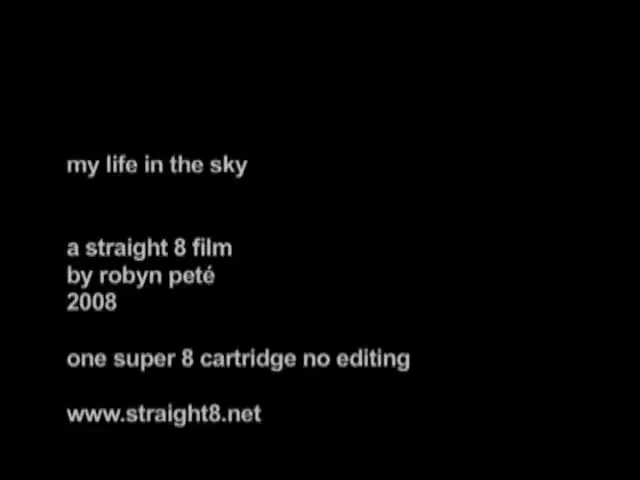 my life in the sky
a straight 8 film
by robyn peté
2008
one super 8 cartridge no editing
www.straight8.net